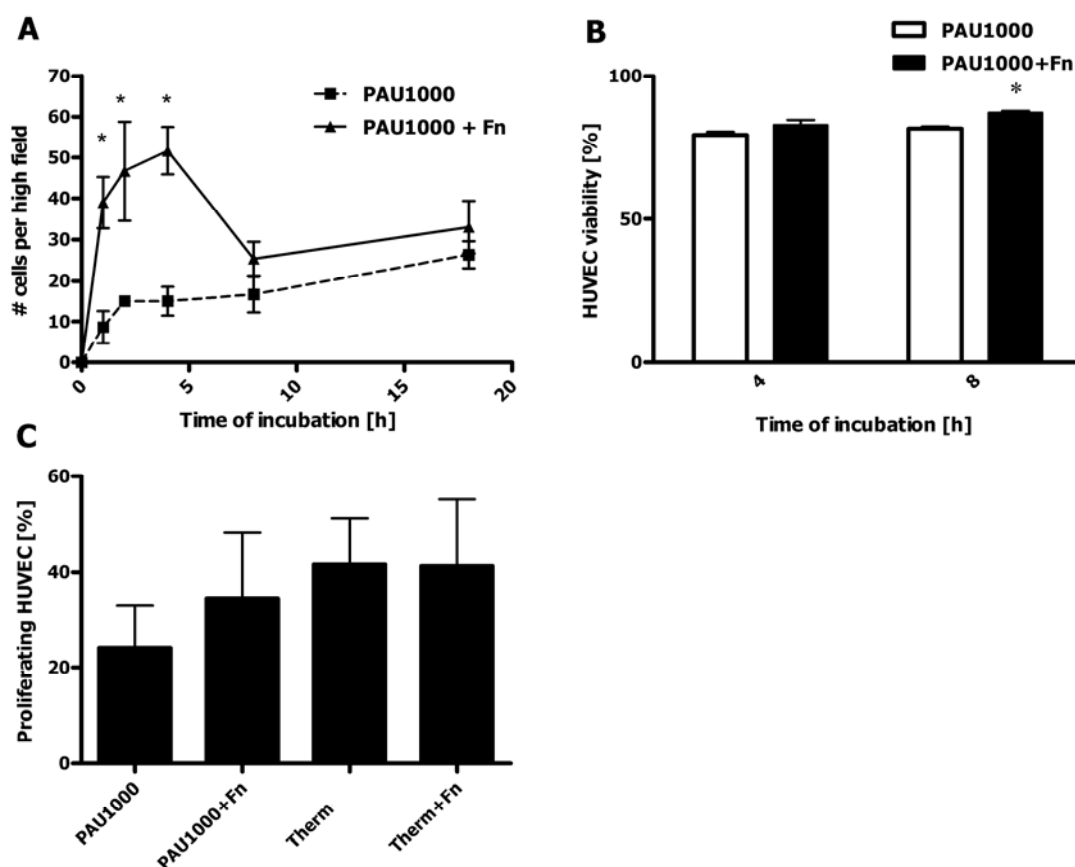 A
# cells per high field
70
60
50
40
30
20
10
0
* * *
PAU1000
PAU1000 + Fn
0 5 10 15 20
Time of incubation [h]
B
PAU1000
PAU1000+Fn
HUVEC viability [%]
100
50
0
*
4 8
Time of incubation [h]
C
Proliferating HUVEC [%]
60
40
20
0
PAU1000
PAU1000+Fn
Therm
Therm+Fn